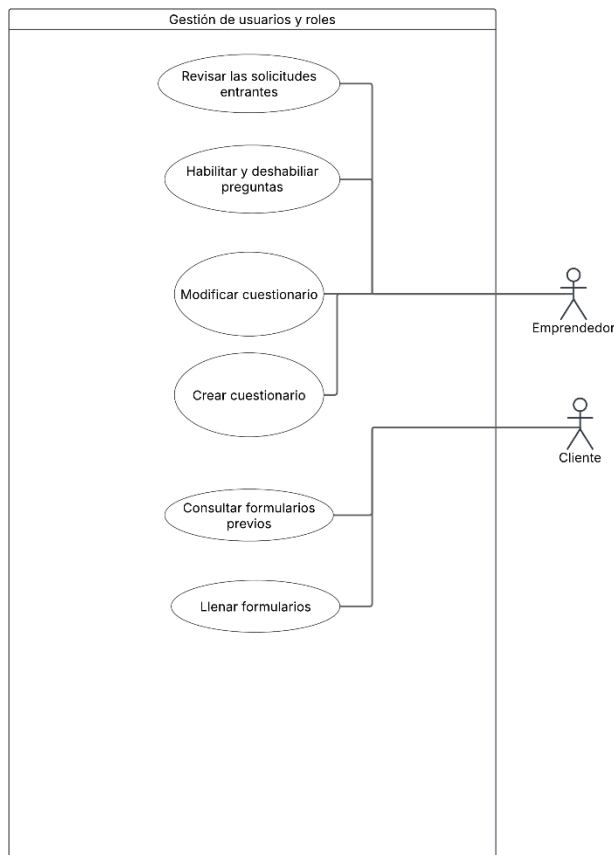 Gestión de usuarios y roles
Revisar las solicitudes
entrantes
Habilitar y deshabiliar
preguntas
Modificar cuestionario
Emprendedor
Crear cuestionario
Cliente
Consultar formularios
previos
Llenar formularios